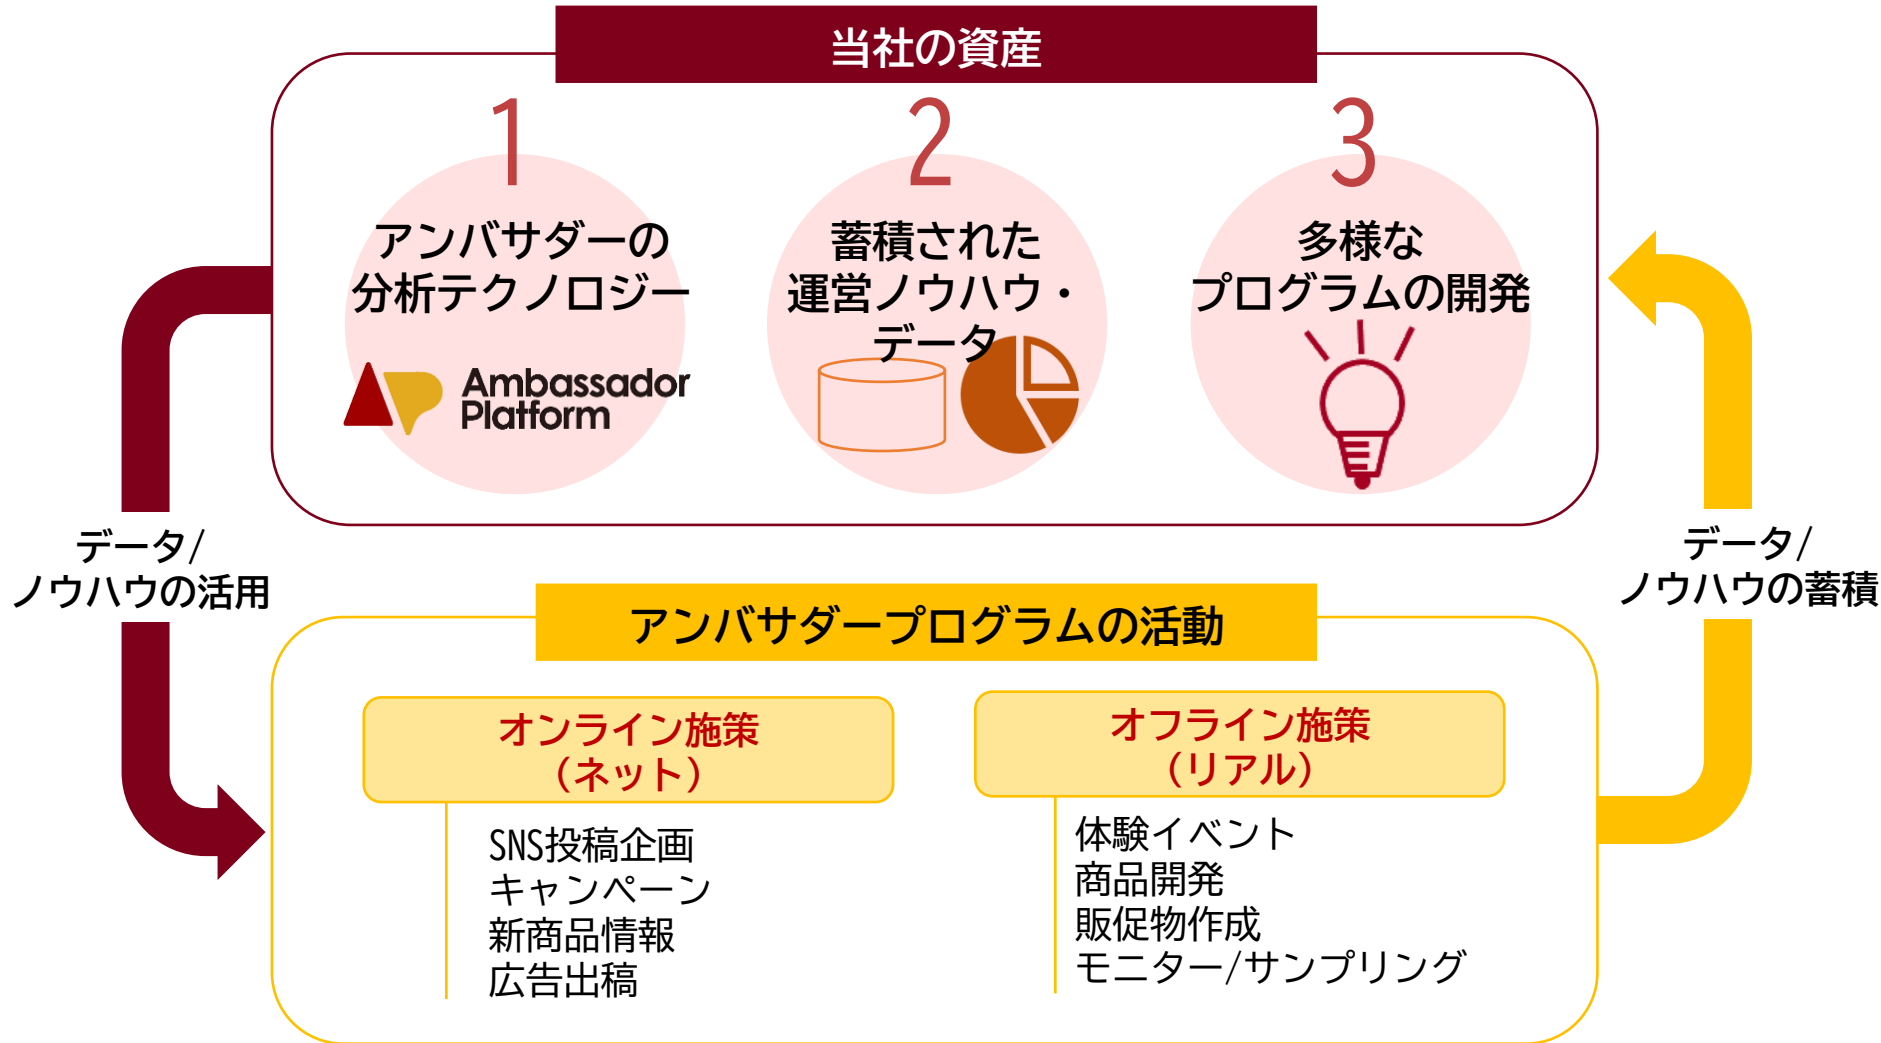 当社の資産
1
アンバサダーの
分析テクノロジー
Ambassador
Platform
2
蓄積された
運営ノウハウ・
データ
3
多様な
プログラムの開発
データ/
ノウハウの活用
データ/
ノウハウの蓄積
アンバサダープログラムの活動
オンライン施策
（ネット）
SNS投稿企画
キャンペーン
新商品情報
広告出稿
オフライン施策
（リアル）
体験イベント
商品開発
販促物作成
モニター/サンプリング